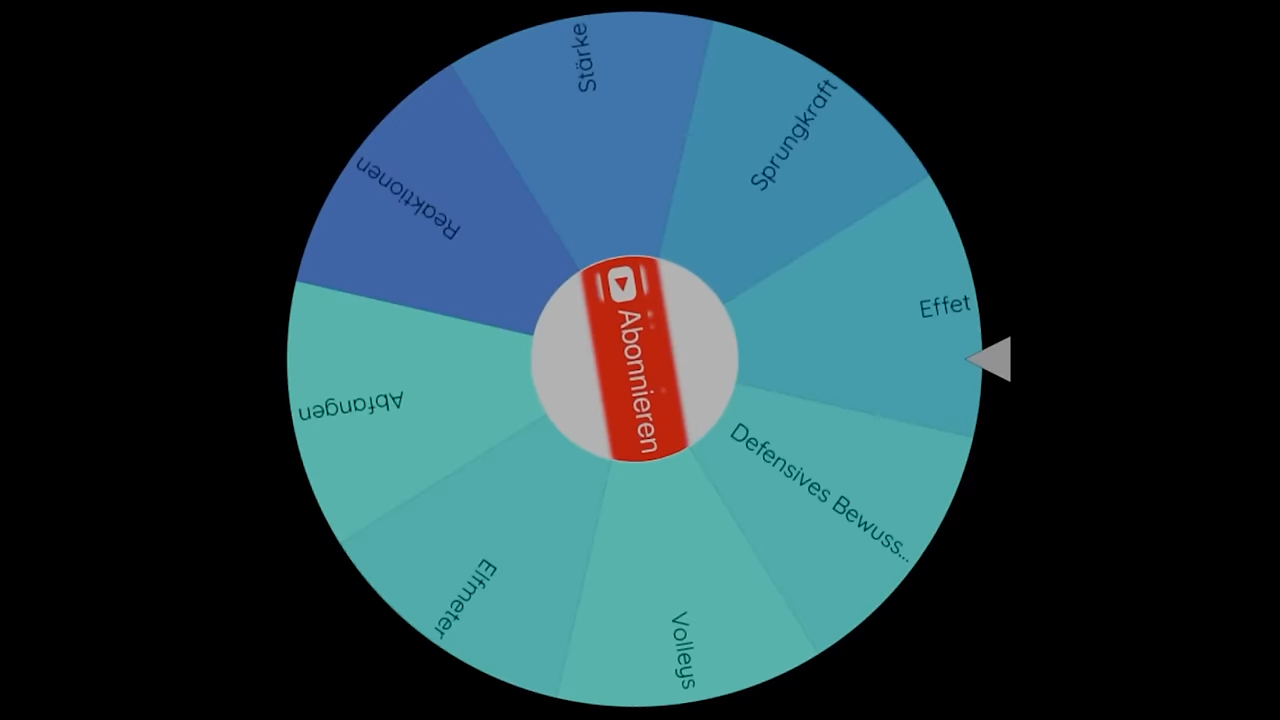 Stärke
Sprungkraft
Effet
Defensives Bewuss...
Volleys
Elfmeter
Abfangen
Reaktionen
Abonnieren